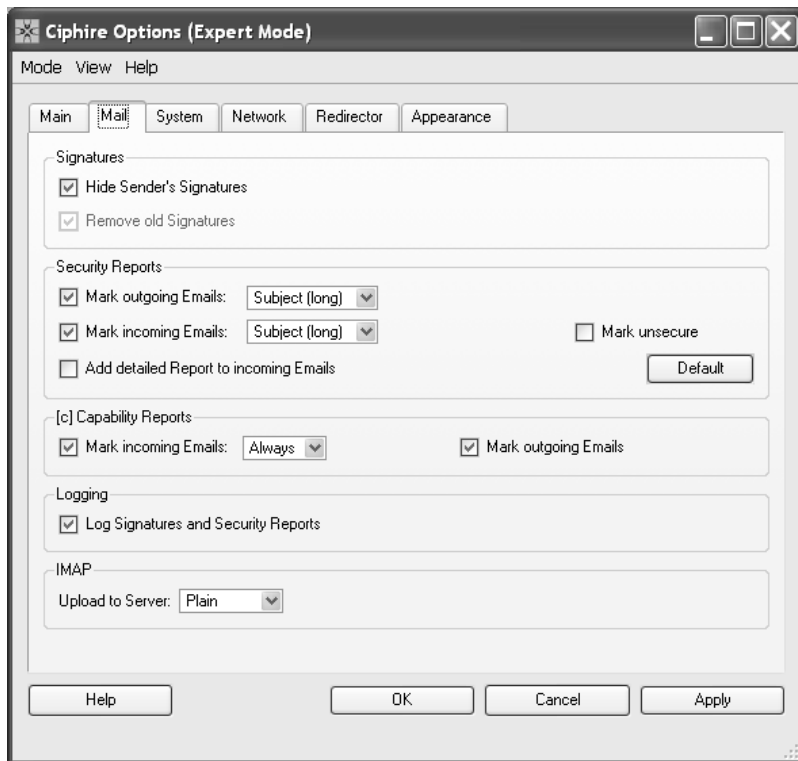 Ciphire Options (Expert Mode)
Mode View Help
Main Mail System Network Redirector Appearance
Signatures
Hide Sender's Signatures
Remove old Signatures
Security Reports
Mark outgoing Emails: Subject (long)
Mark incoming Emails: Subject (long) Mark unsecure
Add detailed Report to incoming Emails Default
[c] Capability Reports
Mark incoming Emails: Always Mark outgoing Emails
Logging
Log Signatures and Security Reports
IMAP
Upload to Server: Plain
Help OK Cancel Apply